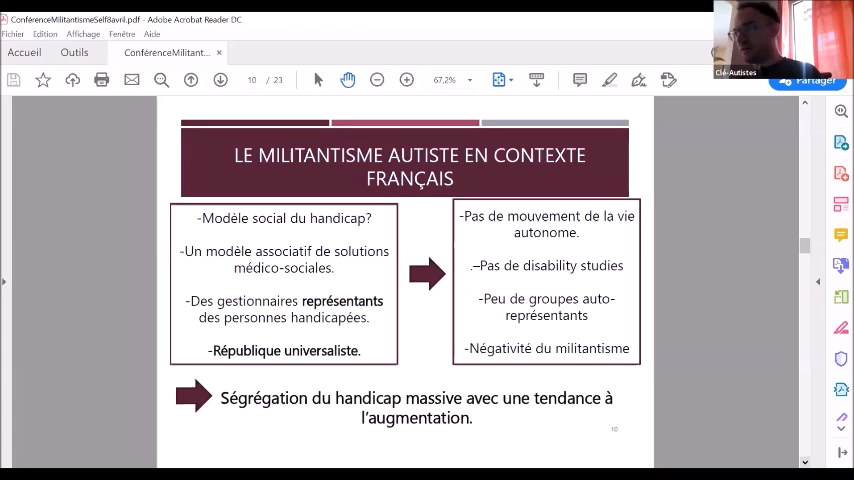 ConférenceMilitantismeSelf8avril.pdf - Adobe Acrobat Reader DC
Fichier Edition Affichage Fenêtre Aide
Accueil Outils ConférenceMilitant... ×
10 / 23 67,2%
Clé-Autistes
Partager
LE MILITANTISME AUTISTE EN CONTEXTE
FRANÇAIS
-Modèle social du handicap?
-Un modèle associatif de solutions
médico-sociales.
-Des gestionnaires représentants
des personnes handicapées.
-République universaliste.
-Pas de mouvement de la vie
autonome.
.–Pas de disability studies
-Peu de groupes auto-
représentants
-Négativité du militantisme
Ségrégation du handicap massive avec une tendance à
l’augmentation.
10